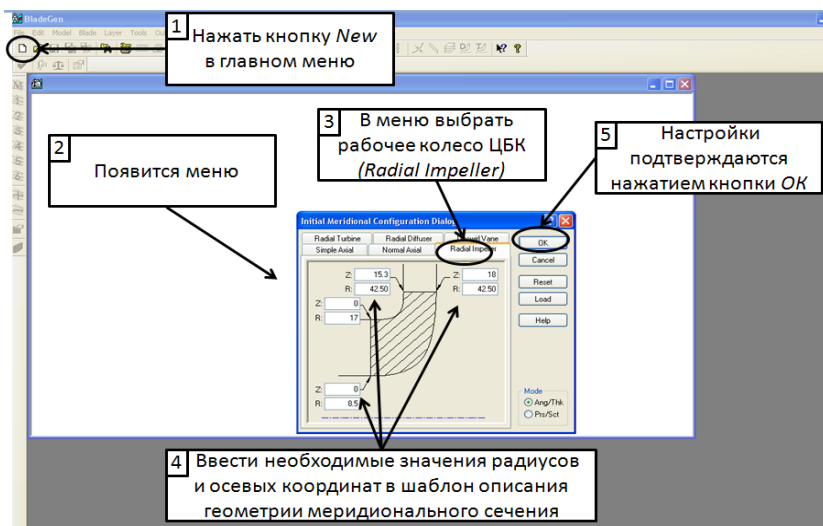 BladeGen
File Edit Model Blade Layer Tools Out
1
Нажать кнопку New
в главном меню
2
Появится меню
3
В меню выбрать
рабочее колесо ЦБК
(Radial Impeller)
5
Настройки
подтверждаются
нажатием кнопки OK
Initial Meridional Configuration Dialog
Radial Turbine Radial Diffuser Vane
Simple Axial Normal Axial Radial Impeller
OK
Cancel
Reset
Load
Help
Z: 15.3 Z: 18
R: 42.50 R: 42.50
Z: 0
R: 17
Z: 0
R: 8.5
Mode
Ang/Thk
Prs/Sct
4
Ввести необходимые значения радиусов
и осевых координат в шаблон описания
геометрии меридионального сечения